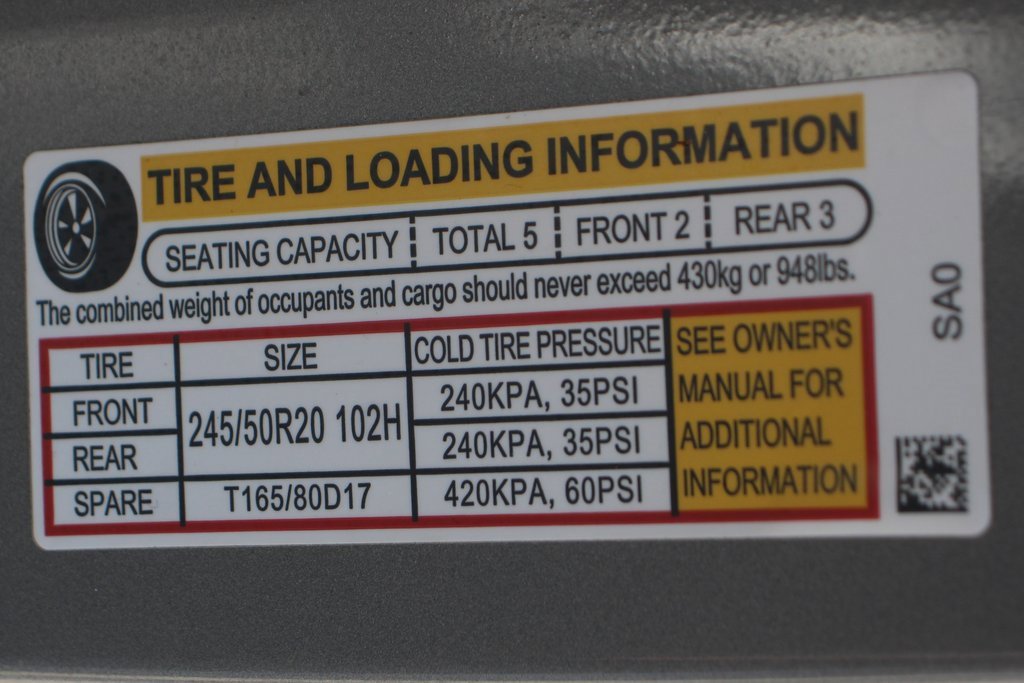 TIRE AND LOADING INFORMATION
SEATING CAPACITY TOTAL 5 FRONT 2 REAR 3
The combined weight of occupants and cargo should never exceed 430kg or 948lbs.
TIRE SIZE COLD TIRE PRESSURE
FRONT 245/50R20 102H 240KPA, 35PSI
REAR 240KPA, 35PSI
SPARE T165/80D17 420KPA, 60PSI
SEE OWNER'S
MANUAL FOR
ADDITIONAL
INFORMATION
SA0